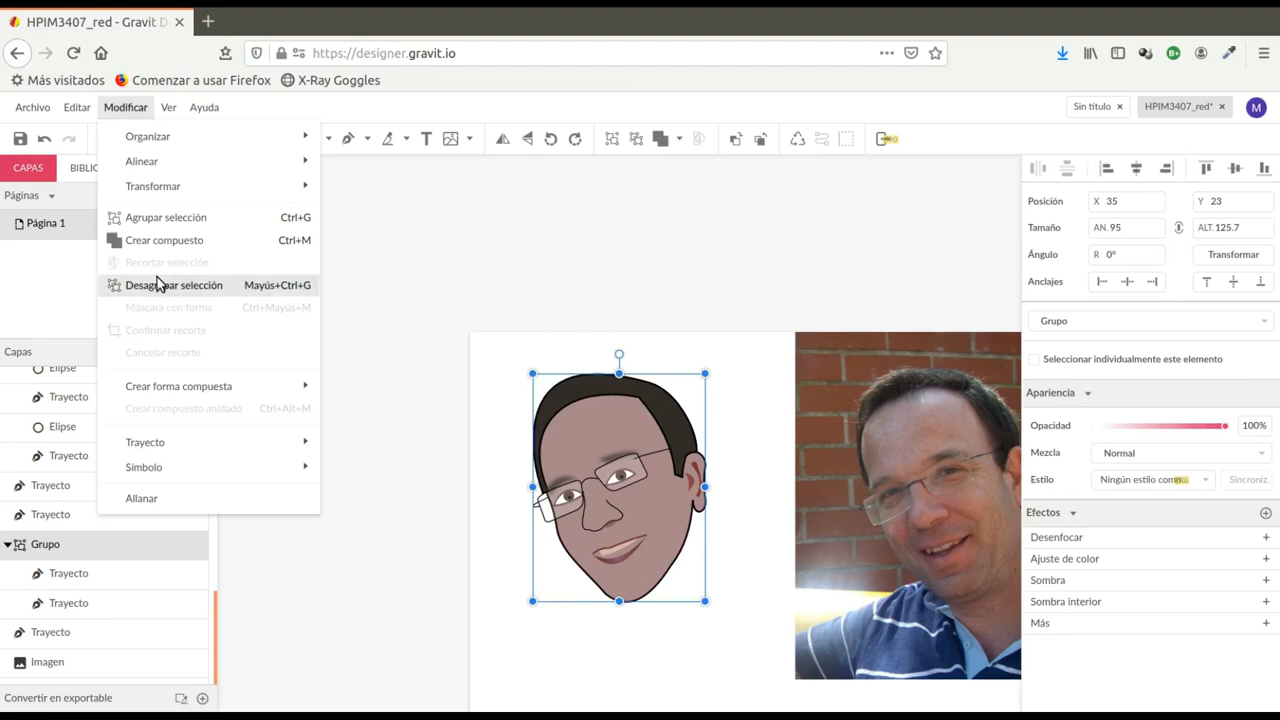 HPIM3407_red - Gravit D
https://designer.gravit.io
Más visitados Comenzar a usar Firefox X-Ray Goggles
Archivo Editar Modificar Ver Ayuda
Sin título HPIM3407_red* M
CAPAS BIBLI
Páginas
Página 1
Organizar
Alinear
Transformar
Agrupar selección Ctrl+G
Crear compuesto Ctrl+M
Recortar selección
Desagrupar selección Mayús+Ctrl+G
Máscara con forma Ctrl+Mayús+M
Confirmar recorte
Cancelar recorte
Crear forma compuesta
Crear compuesto anidado Ctrl+Alt+M
Trayecto
Símbolo
Allanar
Capas
Elipse
Trayecto
Elipse
Trayecto
Trayecto
Trayecto
Grupo
Trayecto
Trayecto
Trayecto
Imagen
Convertir en exportable
Posición X 35 Y 23
Tamaño AN. 95 ALT. 125.7
Ángulo R 0° Transformar
Anclajes
Grupo
Seleccionar individualmente este elemento
Apariencia
Opacidad 100%
Mezcla Normal
Estilo Ningún estilo Sincroniz.
Efectos
Desenfocar +
Ajuste de color +
Sombra +
Sombra interior +
Más +